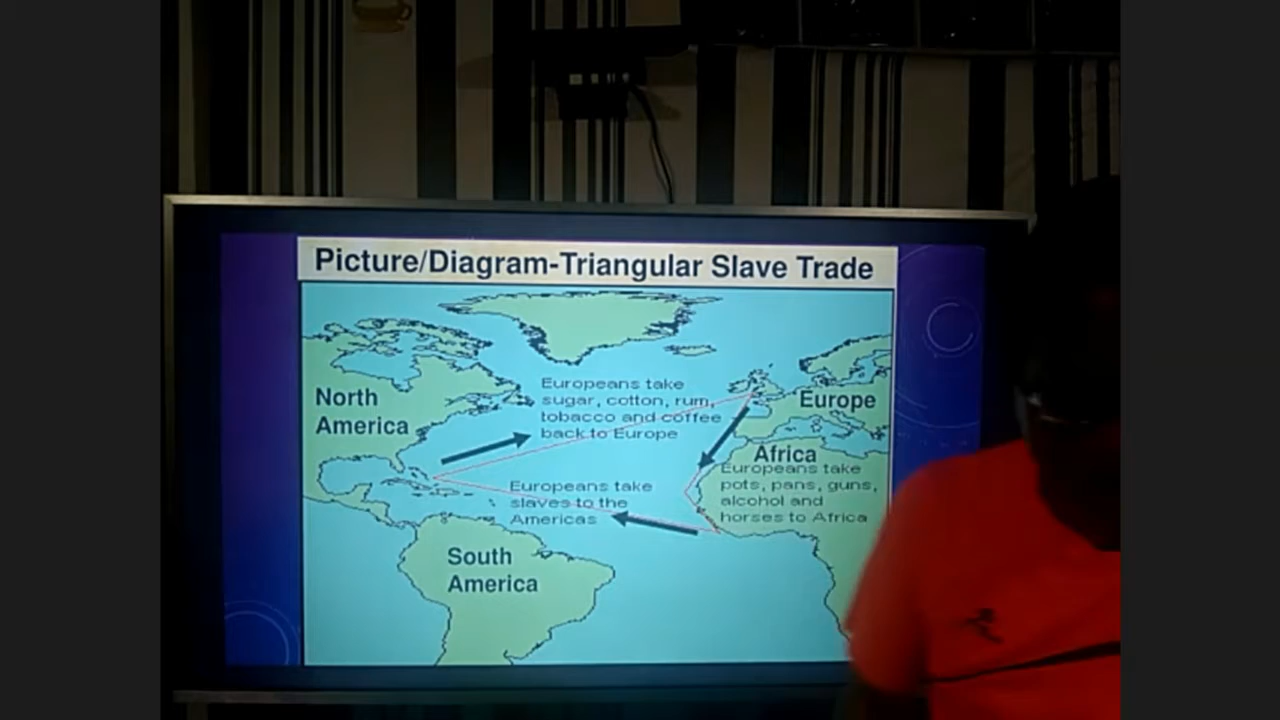 Picture/Diagram-Triangular Slave Trade
Europeans take
sugar, cotton, rum,
tobacco and coffee
back to Europe
North
America
Europe
Africa
Europeans take
pots, pans, guns,
alcohol and
horses to Africa
Europeans take
slaves to the
Americas
South
America